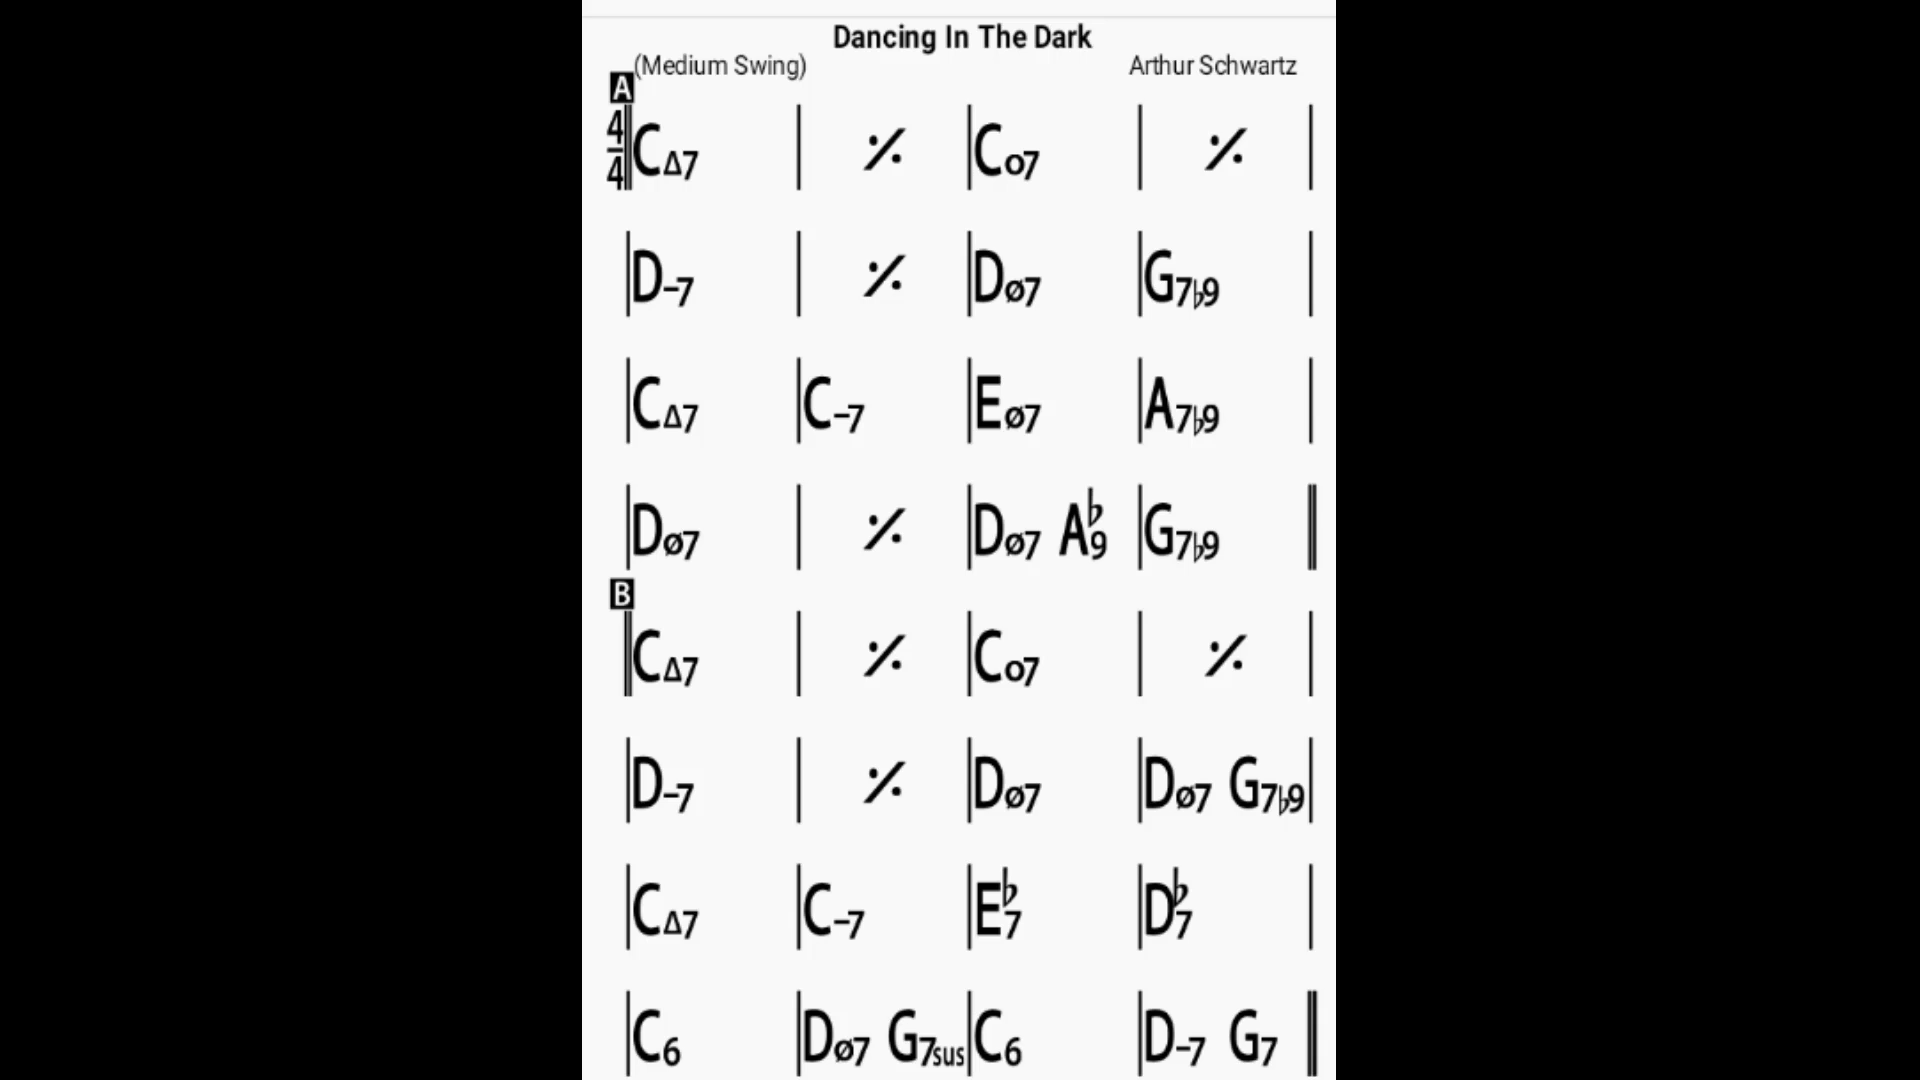 Dancing In The Dark
(Medium Swing) Arthur Schwartz
A
4/4 CΔ7 | 𝄎 | Co7 | 𝄎 |
D-7 | 𝄎 | Dø7 | G7♭9 |
CΔ7 | C-7 | Eø7 | A7♭9 |
Dø7 | 𝄎 | Dø7 A♭9 | G7♭9 ‖
B
CΔ7 | 𝄎 | Co7 | 𝄎 |
D-7 | 𝄎 | Dø7 | Dø7 G7♭9 |
CΔ7 | C-7 | E♭7 | D♭7 |
C6 | Dø7 G7sus | C6 | D-7 G7 ‖